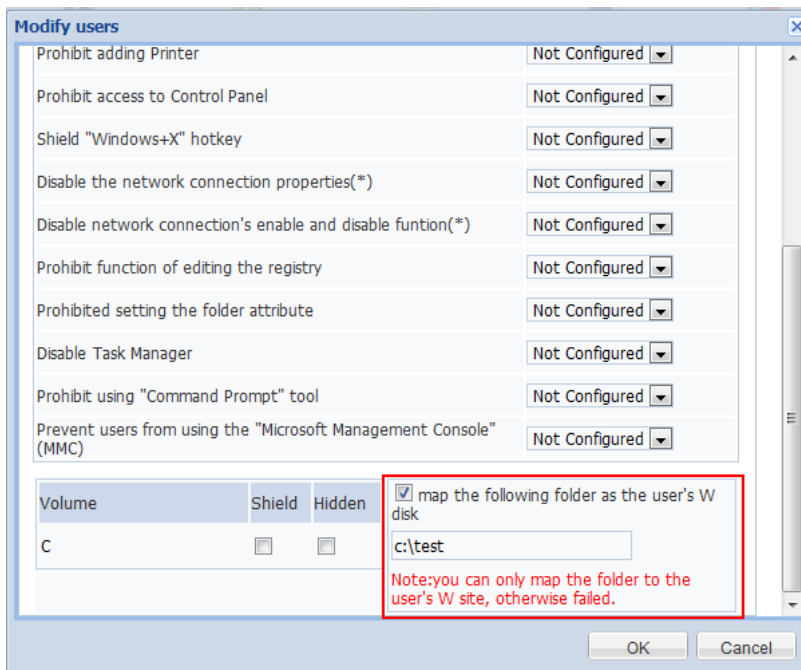 Modify users
Prohibit adding Printer Not Configured
Prohibit access to Control Panel Not Configured
Shield "Windows+X" hotkey Not Configured
Disable the network connection properties(*) Not Configured
Disable network connection's enable and disable funtion(*) Not Configured
Prohibit function of editing the registry Not Configured
Prohibited setting the folder attribute Not Configured
Disable Task Manager Not Configured
Prohibit using "Command Prompt" tool Not Configured
Prevent users from using the "Microsoft Management Console"
(MMC) Not Configured
Volume Shield Hidden
C
map the following folder as the user's W
disk
c:\test
Note:you can only map the folder to the
user's W site, otherwise failed.
OK Cancel